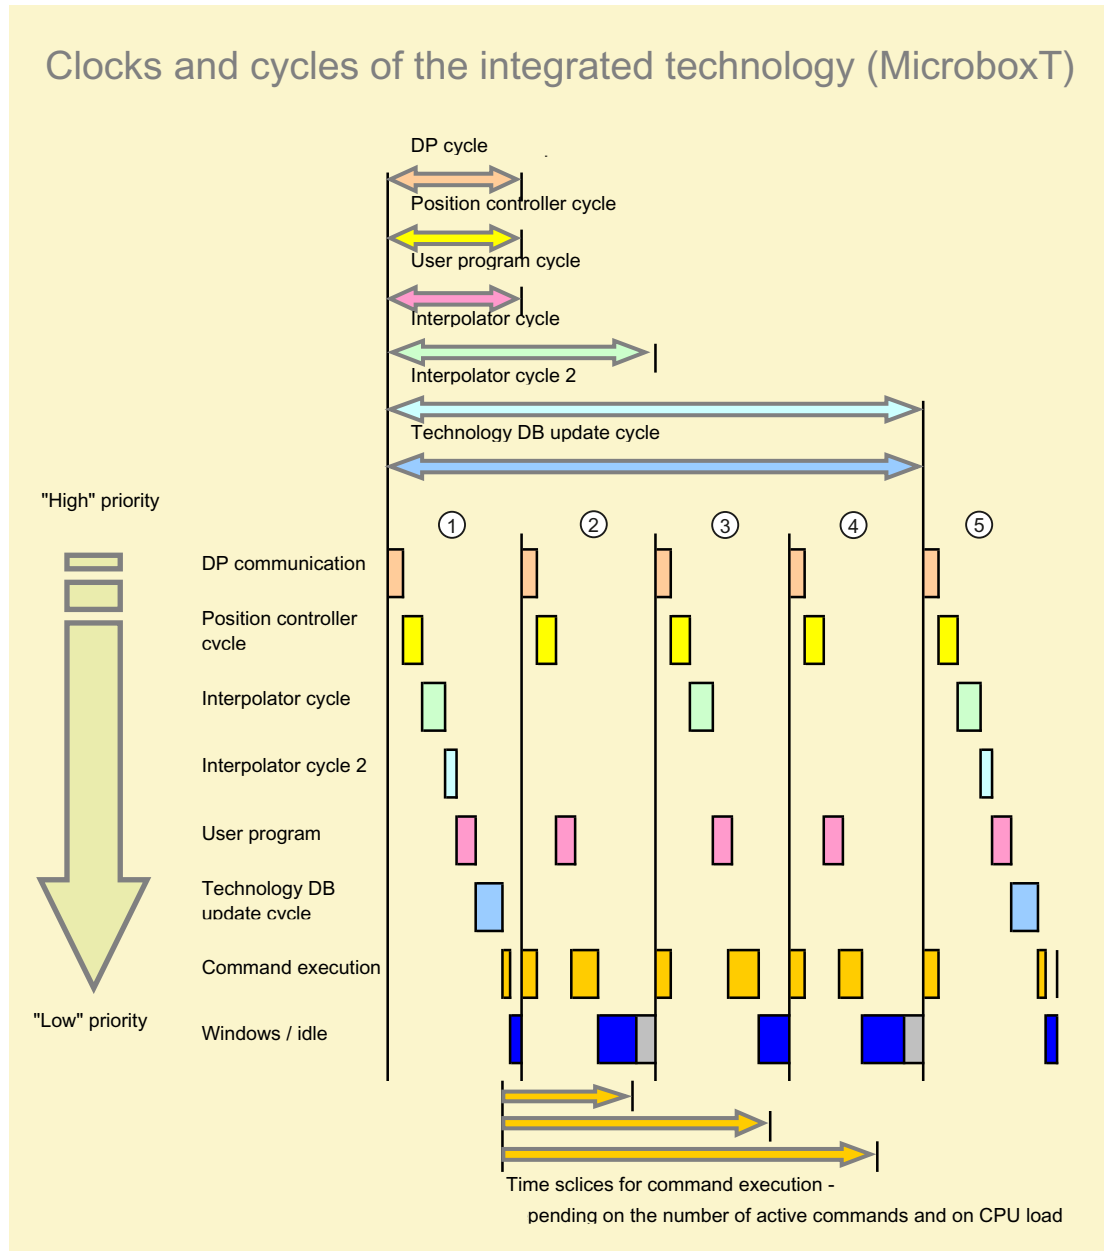 Clocks and cycles of the integrated technology (MicroboxT)
DP cycle
Position controller cycle
User program cycle
Interpolator cycle
Interpolator cycle 2
Technology DB update cycle
"High" priority
1 2 3 4 5
DP communication
Position controller
cycle
Interpolator cycle
Interpolator cycle 2
User program
Technology DB
update cycle
Command execution
"Low" priority
Windows / idle
Time sclices for command execution -
pending on the number of active commands and on CPU load